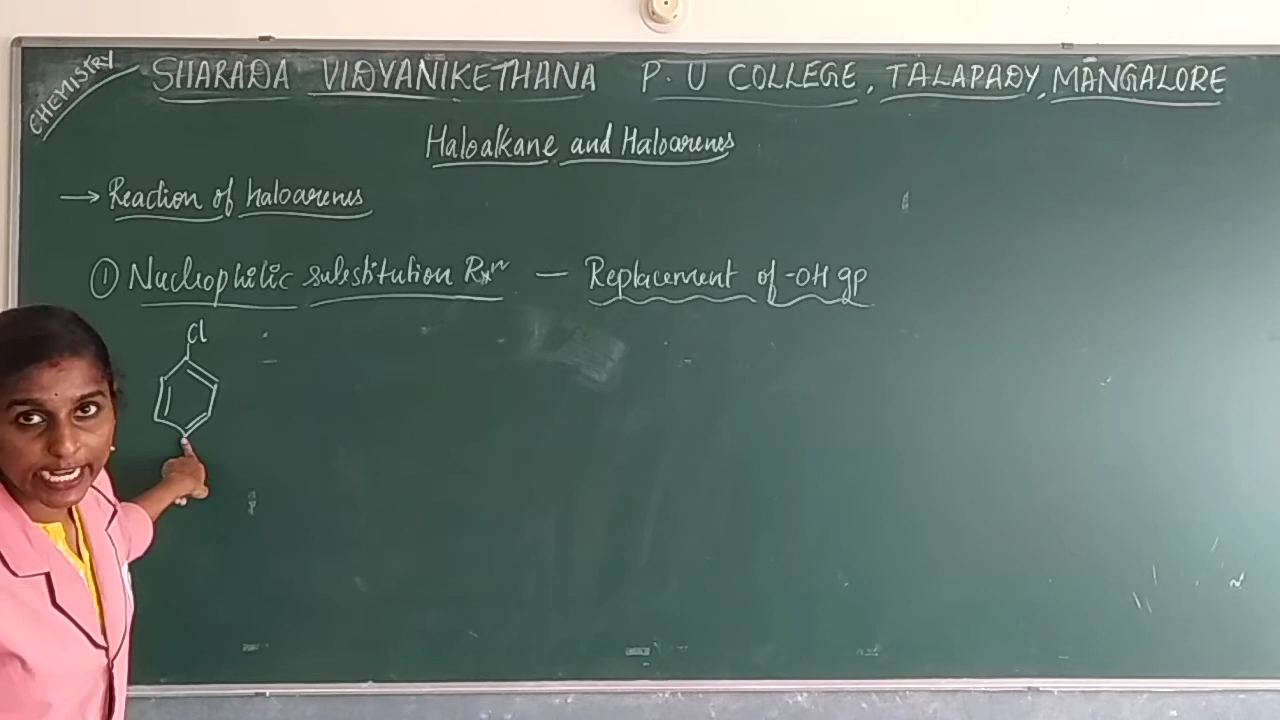 CHEMISTRY
SHARADA VIDYANIKETHANA P. U COLLEGE, TALAPADY, MANGALORE
Haloalkane and Haloarenes
→ Reaction of haloarenes
① Nucleophilic substitution Rxn — Replacement of -OH gp
Cl